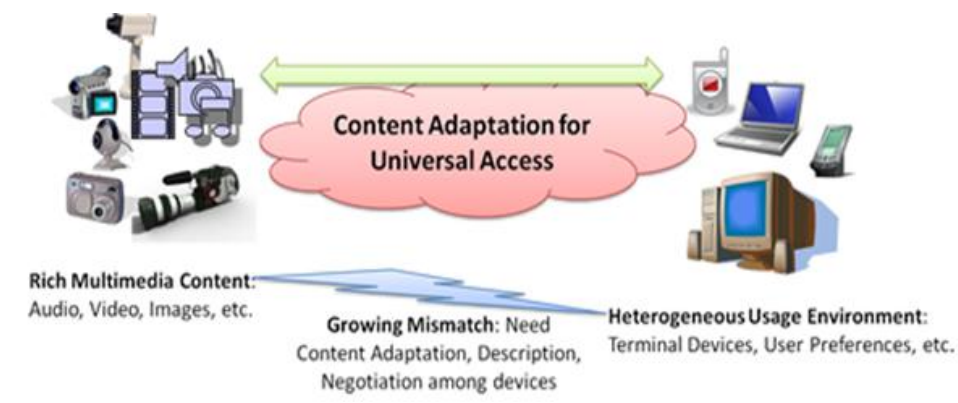 Content Adaptation for
Universal Access
Rich Multimedia Content:
Audio, Video, Images, etc.
Growing Mismatch: Need
Content Adaptation, Description,
Negotiation among devices
Heterogeneous Usage Environment:
Terminal Devices, User Preferences, etc.